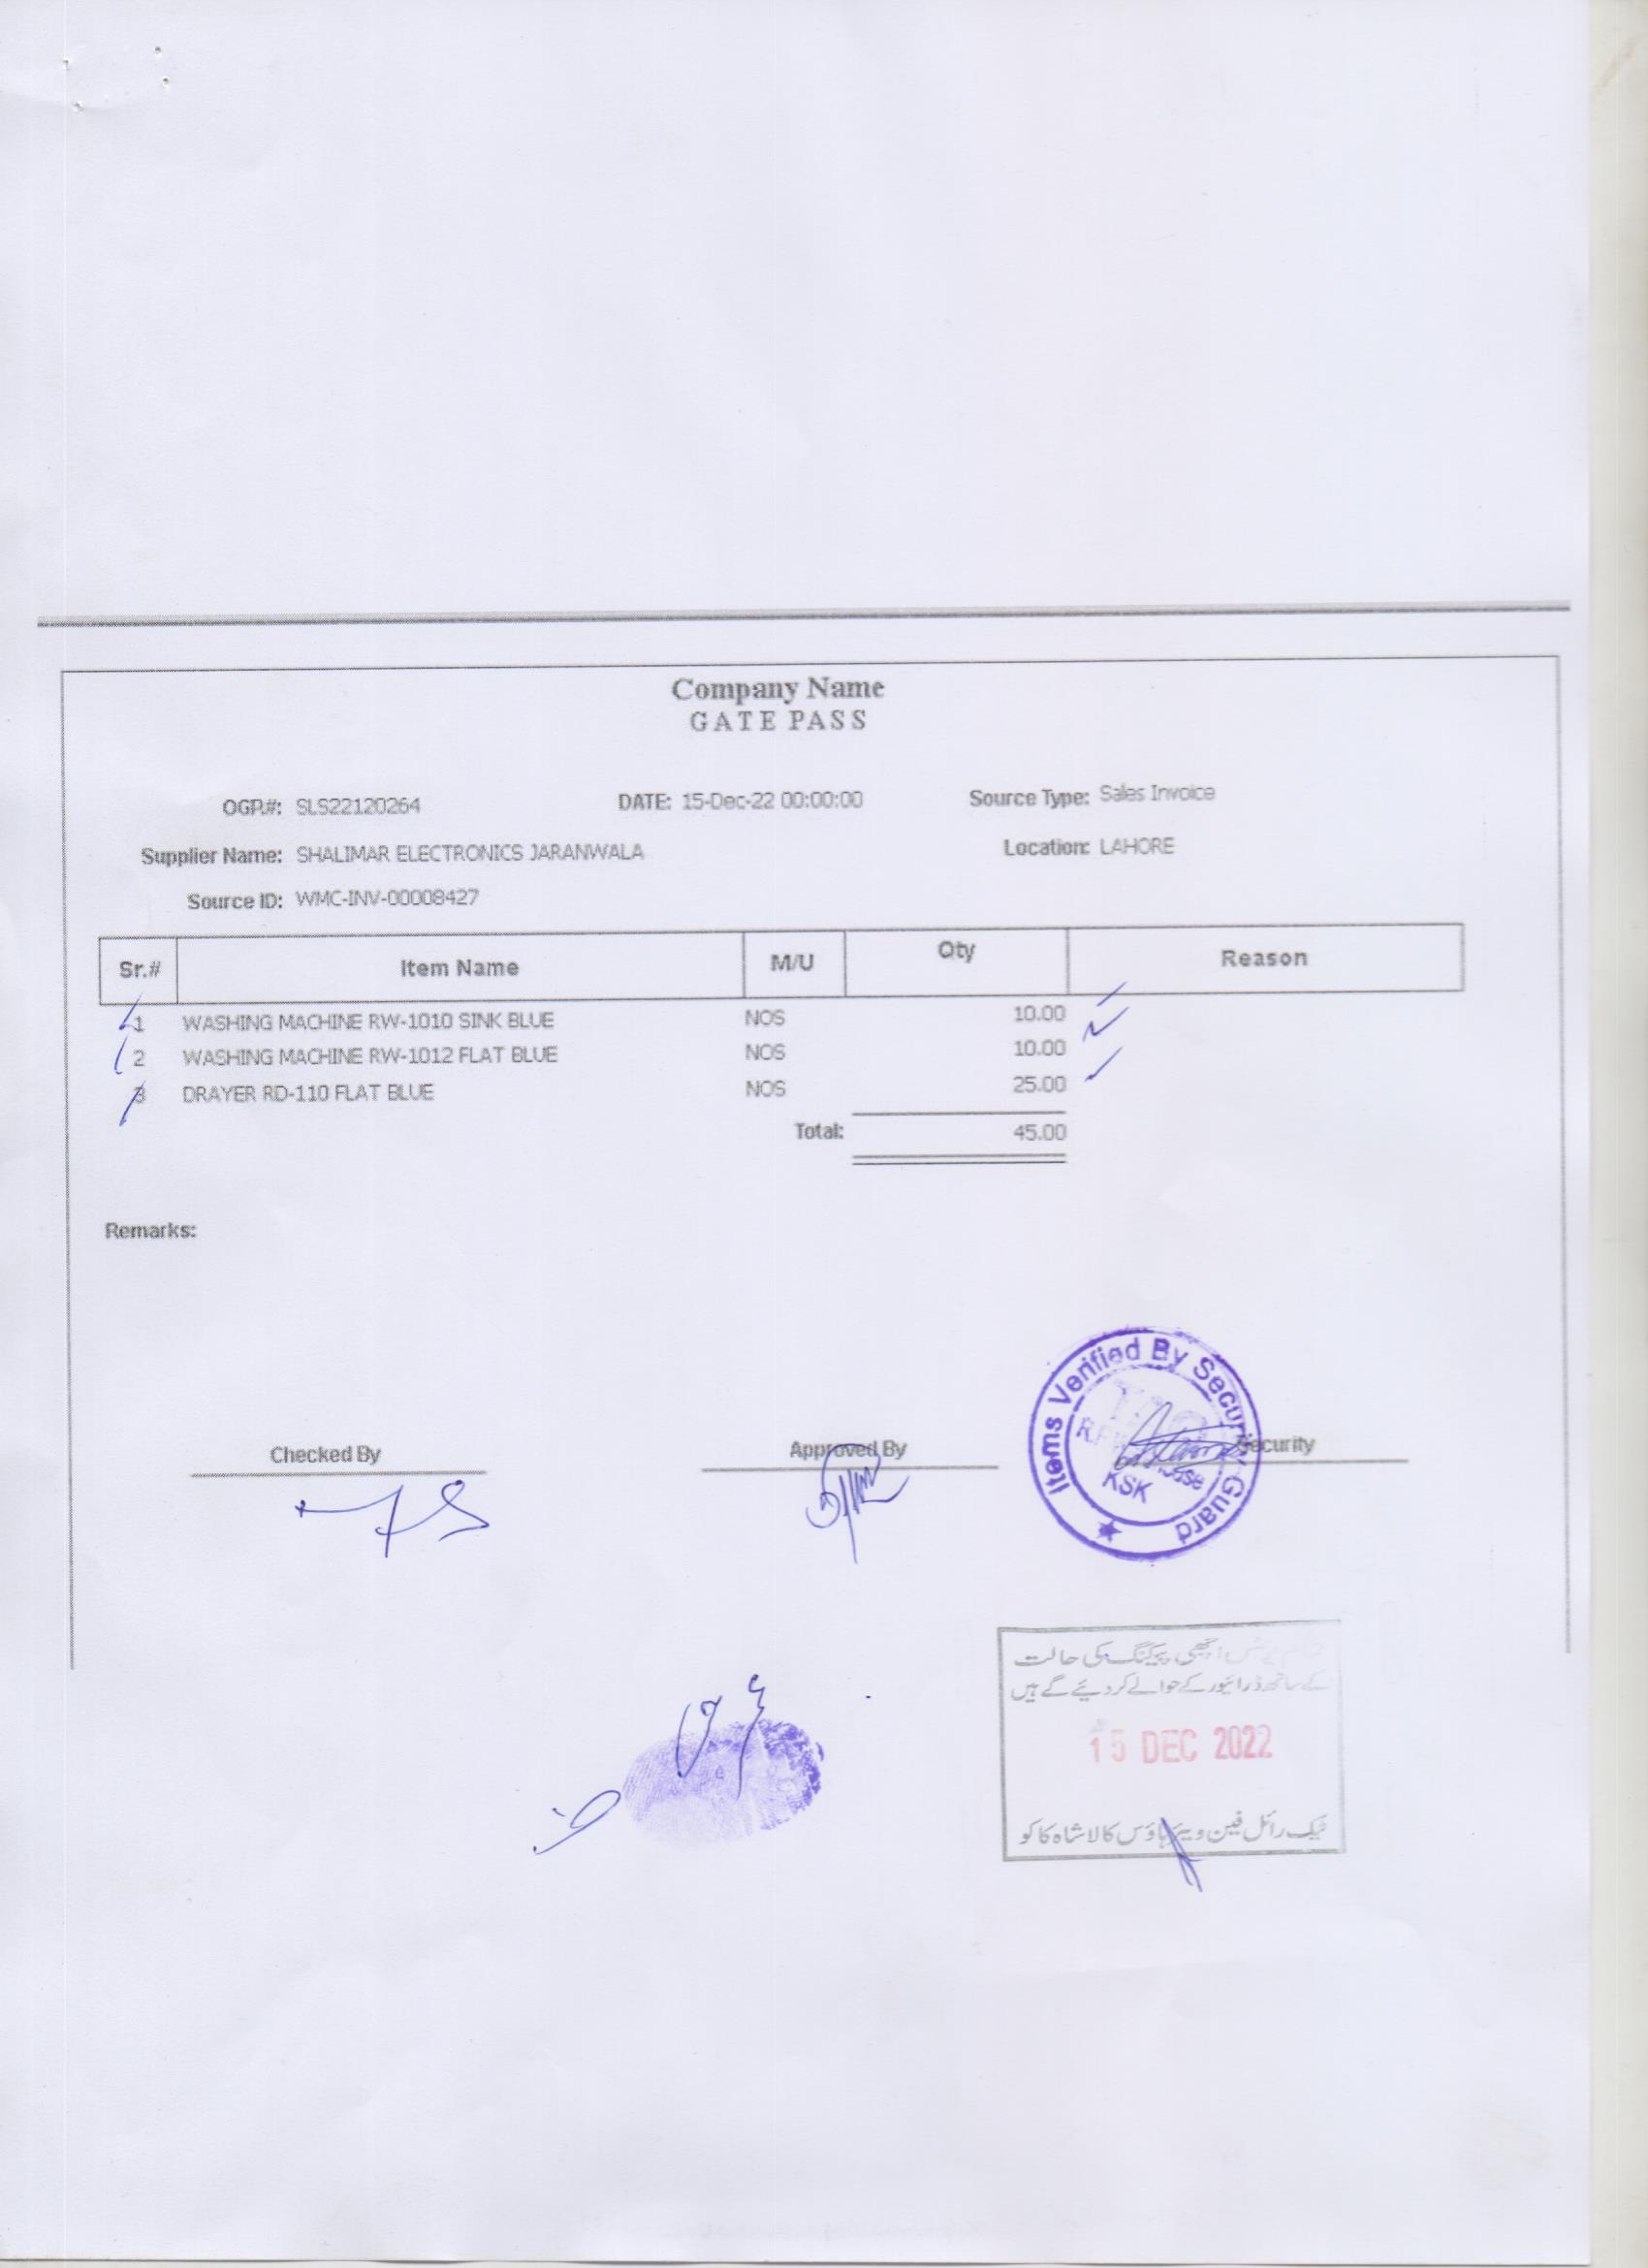 Company Name
GATE PASS
OGP.#: SLS22120264 DATE: 15-Dec-22 00:00:00 Source Type: Sales Invoice
Supplier Name: SHALIMAR ELECTRONICS JARANWALA Location: LAHORE
Source ID: WMC-INV-00008427
Sr.# Item Name M/U Qty Reason
1 WASHING MACHINE RW-1010 SINK BLUE NOS 10.00
2 WASHING MACHINE RW-1012 FLAT BLUE NOS 10.00
3 DRAYER RD-110 FLAT BLUE NOS 25.00
Total: 45.00
Remarks:
Checked By Approved By Security
Items Verified By Security Guard
KSK
اچھی پیکنگ کی حالت
کے ساتھ ڈرائیور کے حوالے کر دیئے گے ہیں
15 DEC 2022
ٹیک رائل فین ویئر ہاؤس کالا شاہ کاکو